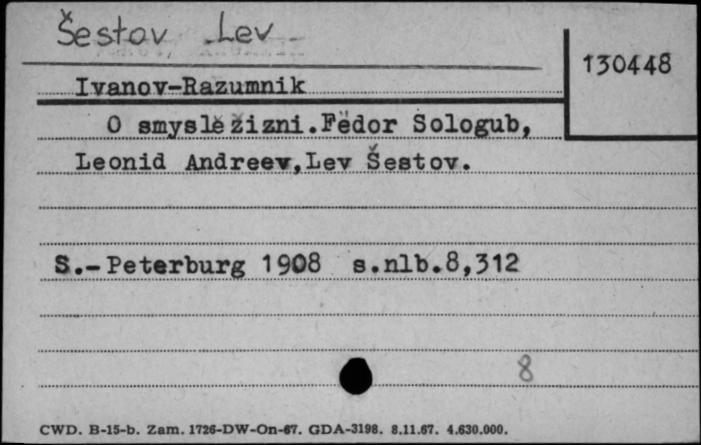 Šestov Lev
130448
Ivanov-Razumnik
O smyslě žizni.Fëdor Sologub,
Leonid Andreev,Lev Šestov.
S.-Peterburg 1908 s.nlb.8,312
8
CWD. B-15-b. Zam. 1726-DW-On-67. GDA-3198. 8.11.67. 4.630.000.